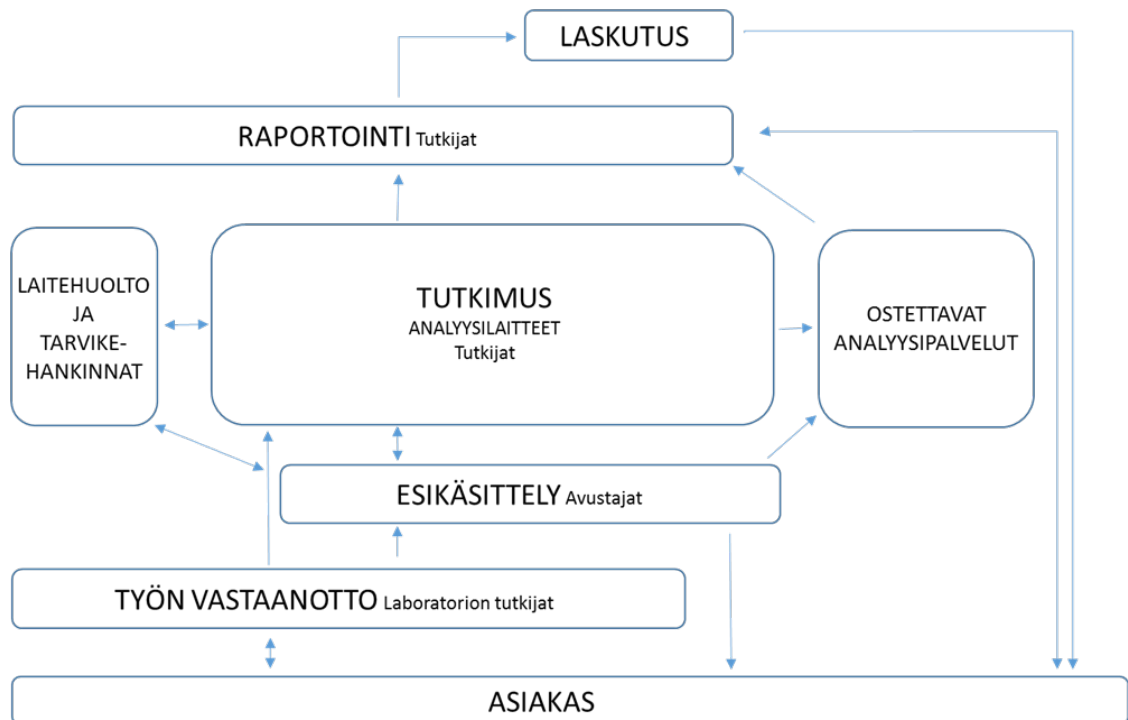 LASKUTUS
RAPORTOINTI Tutkijat
LAITEHUOLTO
JA
TARVIKE-
HANKINNAT
TUTKIMUS
ANALYYSILAITTEET
Tutkijat
OSTETTAVAT
ANALYYSIPALVELUT
ESIKÄSITTELY Avustajat
TYÖN VASTAANOTTO Laboratorion tutkijat
ASIAKAS